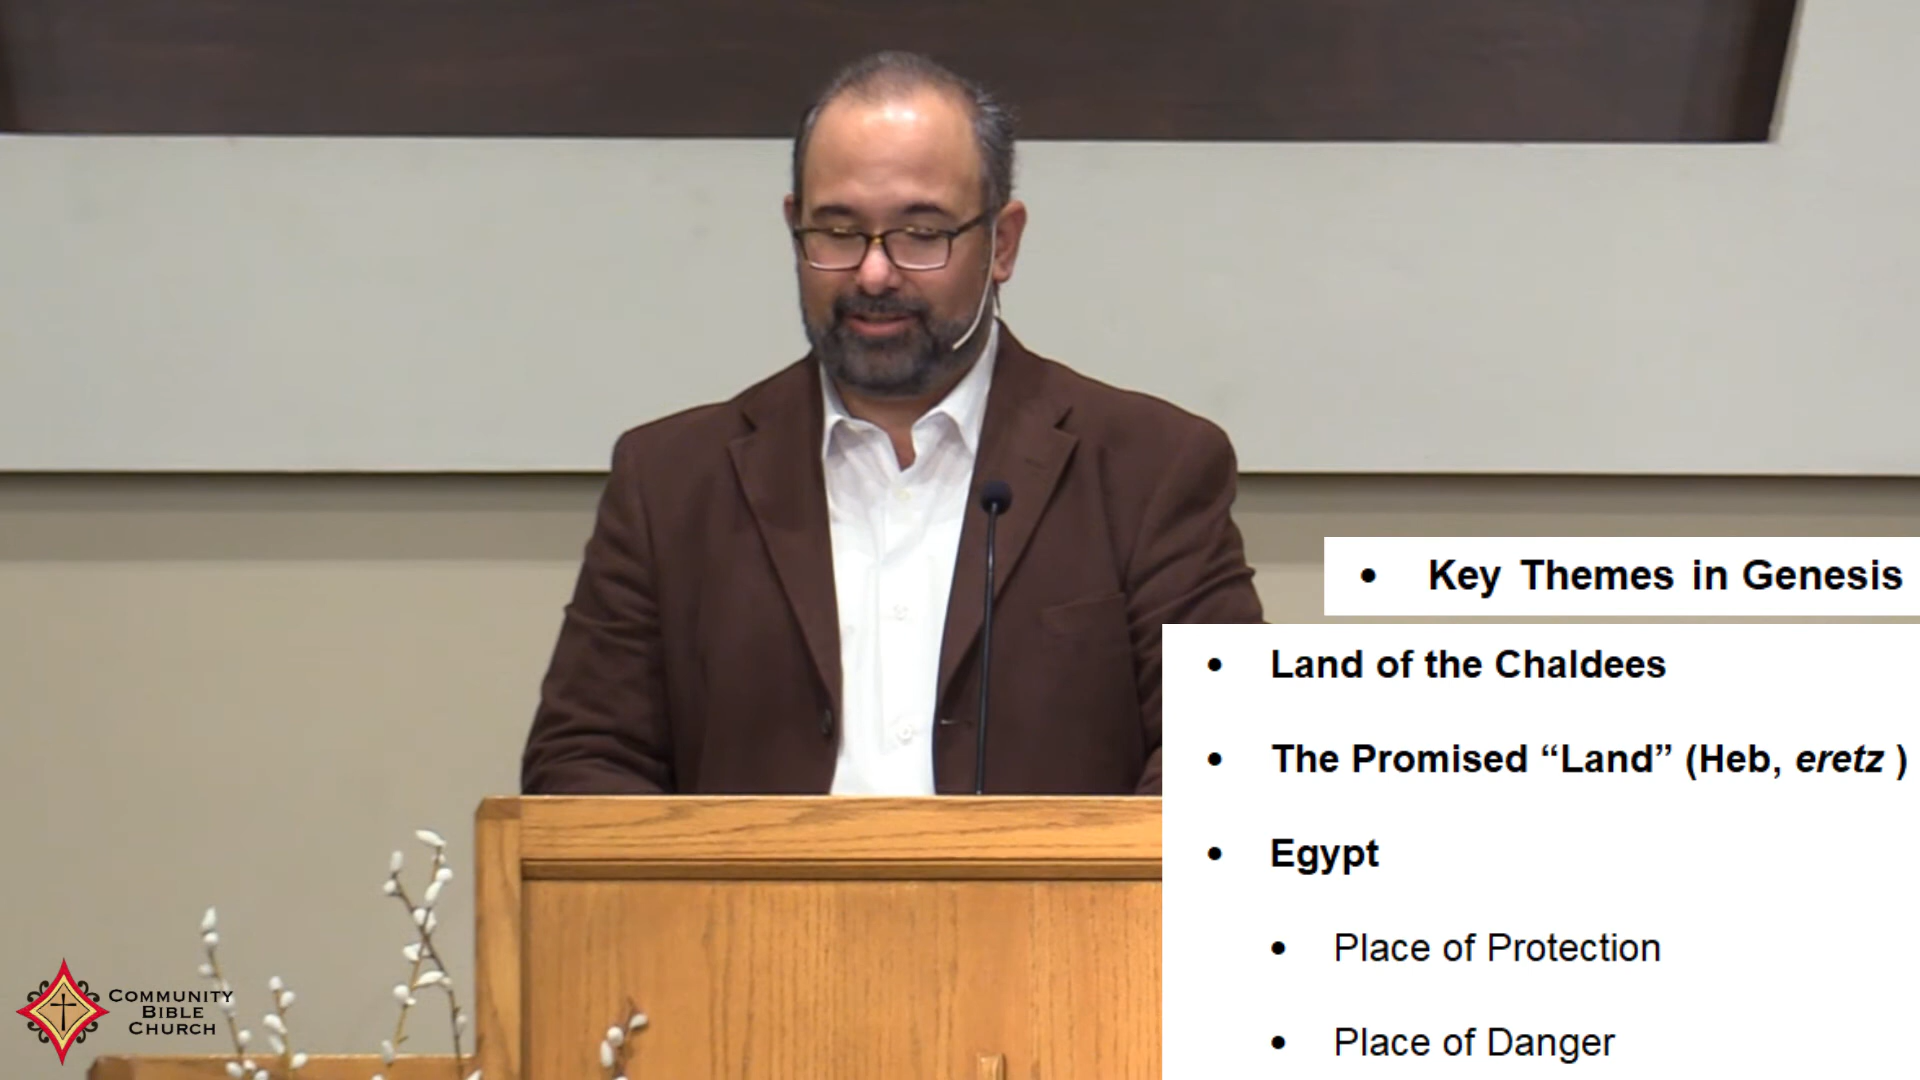 • Key Themes in Genesis
• Land of the Chaldees
• The Promised “Land” (Heb, eretz )
• Egypt
• Place of Protection
• Place of Danger
COMMUNITY
BIBLE
CHURCH